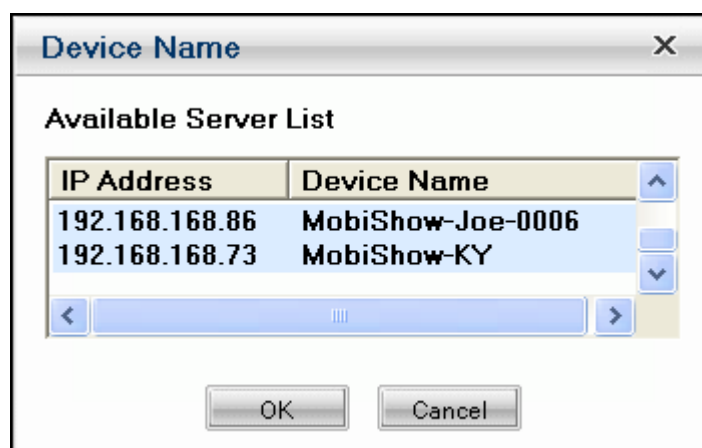 Device Name
Available Server List
IP Address Device Name
192.168.168.86 MobiShow-Joe-0006
192.168.168.73 MobiShow-KY
OK Cancel